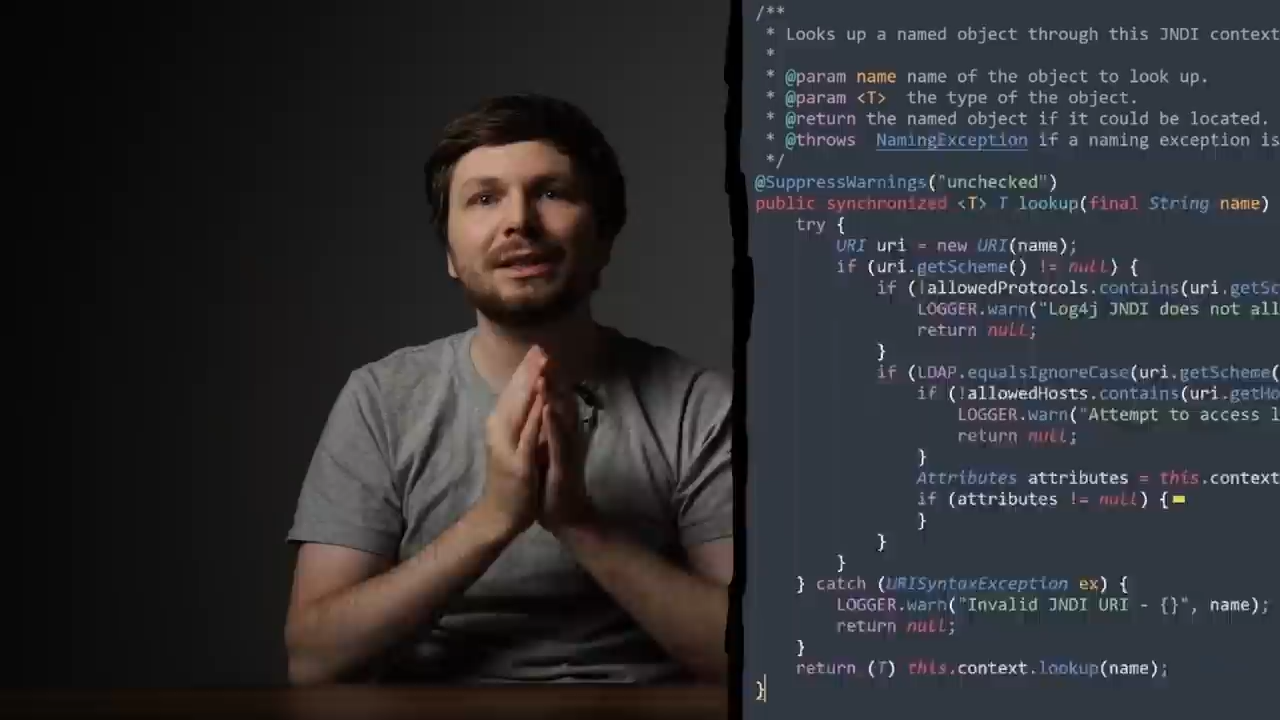 /**
* Looks up a named object through this JNDI context
*
* @param name name of the object to look up.
* @param <T>  the type of the object.
* @return the named object if it could be located.
* @throws  NamingException if a naming exception is
*/
@SuppressWarnings("unchecked")
public synchronized <T> T lookup(final String name)
try {
URI uri = new URI(name);
if (uri.getScheme() != null) {
if (!allowedProtocols.contains(uri.getSc
LOGGER.warn("Log4j JNDI does not all
return null;
}
if (LDAP.equalsIgnoreCase(uri.getScheme(
if (!allowedHosts.contains(uri.getHo
LOGGER.warn("Attempt to access l
return null;
}
Attributes attributes = this.context
if (attributes != null) {
}
}
}
} catch (URISyntaxException ex) {
LOGGER.warn("Invalid JNDI URI - {}", name);
return null;
}
return (T) this.context.lookup(name);
}